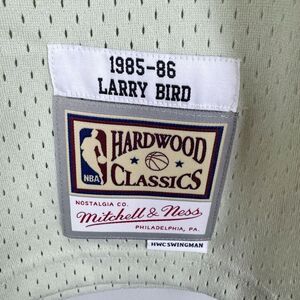 1985-86
LARRY BIRD
HARDWOOD
NBA
CLASSICS
NOSTALGIA CO.
Mitchell & Ness
PHILADELPHIA, PA.
HWC SWINGMAN